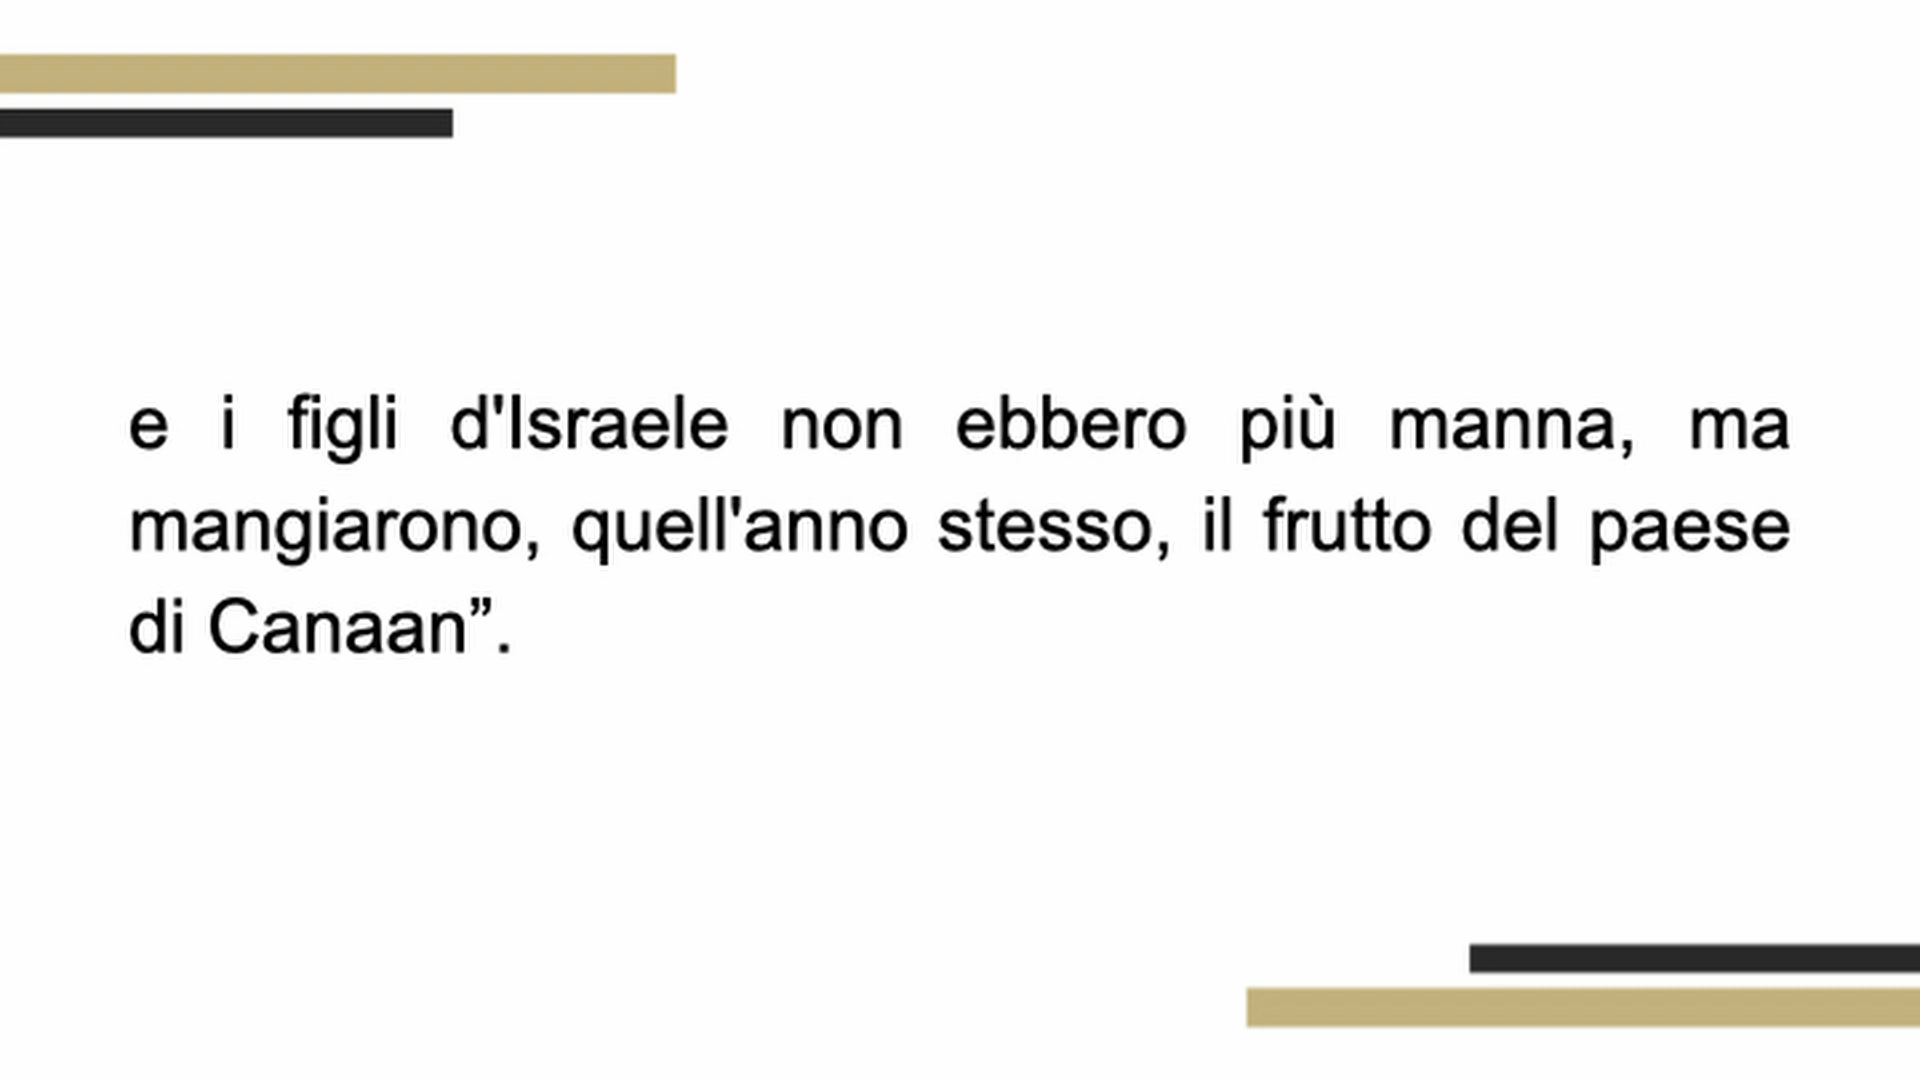 e i figli d'Israele non ebbero più manna, ma
mangiarono, quell'anno stesso, il frutto del paese
di Canaan”.